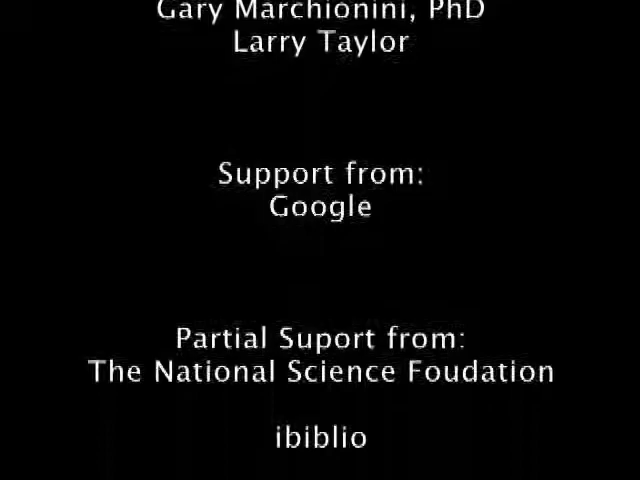 Gary Marchionini, PhD
Larry Taylor
Support from:
Google
Partial Suport from:
The National Science Foudation
ibiblio